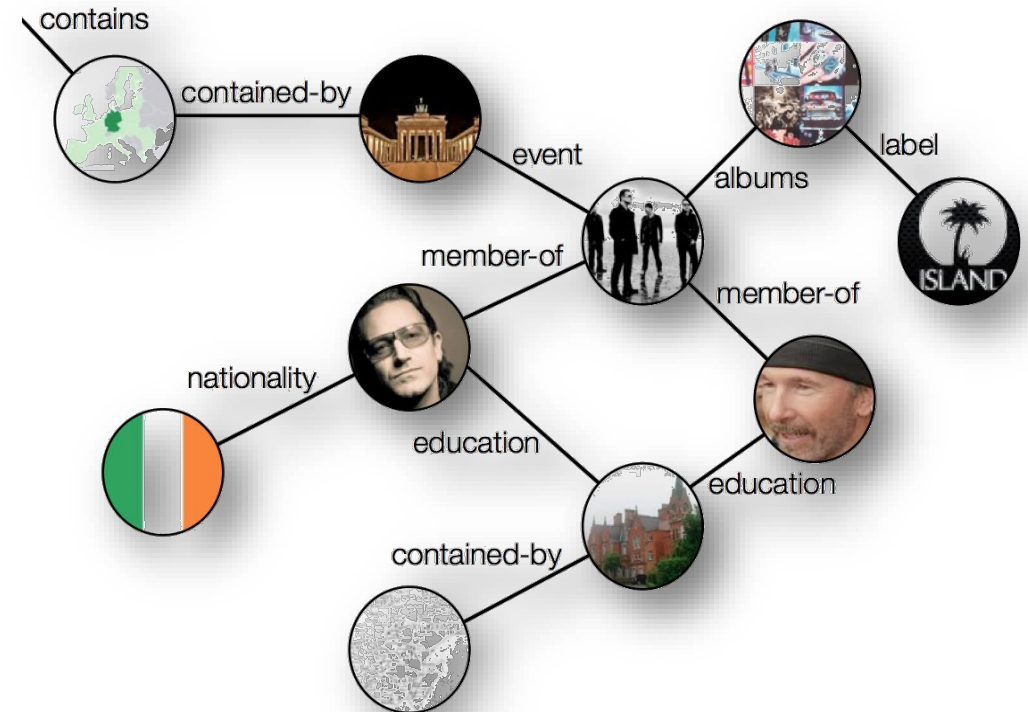 contains
contained-by
event
albums
label
ISLAND
member-of
member-of
nationality
education
education
contained-by